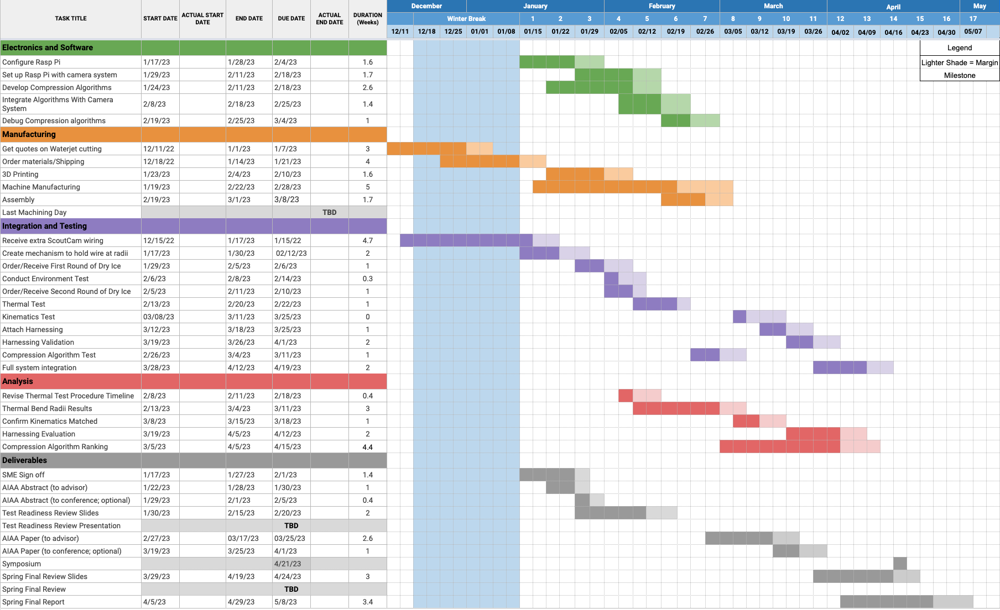 December January February March April May
TASK TITLE START DATE ACTUAL START DATE END DATE DUE DATE ACTUAL END DATE DURATION (Weeks)
Winter Break 1 2 3 4 5 6 7 8 9 10 11 12 13 14 15 16 17
12/11 12/18 12/25 01/01 01/08 01/15 01/22 01/29 02/05 02/12 02/19 02/26 03/05 03/12 03/19 03/26 04/02 04/09 04/16 04/23 04/30 05/07
Electronics and Software
Legend
Configure Rasp Pi 1/17/23 1/28/23 2/4/23 1.6
Lighter Shade = Margin
Set up Rasp Pi with camera system 1/29/23 2/11/23 2/18/23 1.7
Milestone
Develop Compression Algorithms 1/24/23 2/11/23 2/18/23 2.6
Integrate Algorithms With Camera System 2/8/23 2/18/23 2/25/23 1.4
Debug Compression algorithms 2/19/23 2/25/23 3/4/23 1
Manufacturing
Get quotes on Waterjet cutting 12/11/22 1/1/23 1/7/23 3
Order materials/Shipping 12/18/22 1/14/23 1/21/23 4
3D Printing 1/23/23 2/4/23 2/10/23 1.6
Machine Manufacturing 1/19/23 2/22/23 2/28/23 5
Assembly 2/19/23 3/1/23 3/8/23 1.7
Last Machining Day TBD
Integration and Testing
Receive extra ScoutCam wiring 12/15/22 1/17/23 1/15/22 4.7
Create mechanism to hold wire at radii 1/17/23 1/30/23 02/12/23 2
Order/Receive First Round of Dry Ice 1/29/23 2/5/23 2/6/23 1
Conduct Environment Test 2/6/23 2/8/23 2/14/23 0.3
Order/Receive Second Round of Dry Ice 2/5/23 2/11/23 2/10/23 1
Thermal Test 2/13/23 2/20/23 2/22/23 1
Kinematics Test 03/08/23 3/11/23 3/25/23 0
Attach Harnessing 3/12/23 3/18/23 3/25/23 1
Harnessing Validation 3/19/23 3/26/23 4/1/23 2
Compression Algorithm Test 2/26/23 3/4/23 3/11/23 1
Full system integration 3/28/23 4/12/23 4/19/23 2
Analysis
Revise Thermal Test Procedure Timeline 2/8/23 2/11/23 2/18/23 0.4
Thermal Bend Radii Results 2/13/23 3/4/23 3/11/23 3
Confirm Kinematics Matched 3/8/23 3/15/23 3/18/23 1
Harnessing Evaluation 3/19/23 4/5/23 4/12/23 2
Compression Algorithm Ranking 3/5/23 4/5/23 4/15/23 4.4
Deliverables
SME Sign off 1/17/23 1/27/23 2/1/23 1.4
AIAA Abstract (to advisor) 1/22/23 1/28/23 1/30/23 1
AIAA Abstract (to conference; optional) 1/29/23 2/1/23 2/5/23 0.4
Test Readiness Review Slides 1/30/23 2/15/23 2/20/23 2
Test Readiness Review Presentation TBD
AIAA Paper (to advisor) 2/27/23 03/17/23 03/25/23 2.6
AIAA Paper (to conference; optional) 3/19/23 3/25/23 4/1/23 1
Symposium 4/21/23
Spring Final Review Slides 3/29/23 4/19/23 4/24/23 3
Spring Final Review TBD
Spring Final Report 4/5/23 4/29/23 5/8/23 3.4